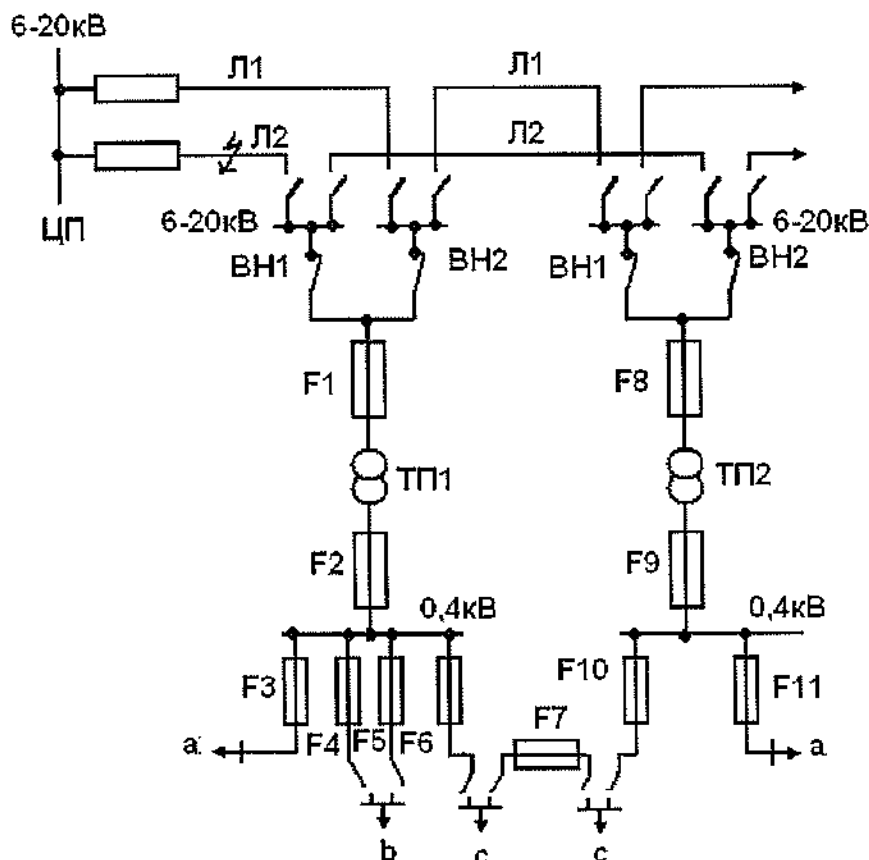 6-20кВ
Л1
Л1
Л2
Л2
ЦП
6-20кВ
6-20кВ
ВН1
ВН2
ВН1
ВН2
F1
F8
ТП1
ТП2
F2
F9
0,4кВ
0,4кВ
F3
F4
F5
F6
F7
F10
F11
a
a
b
c
c